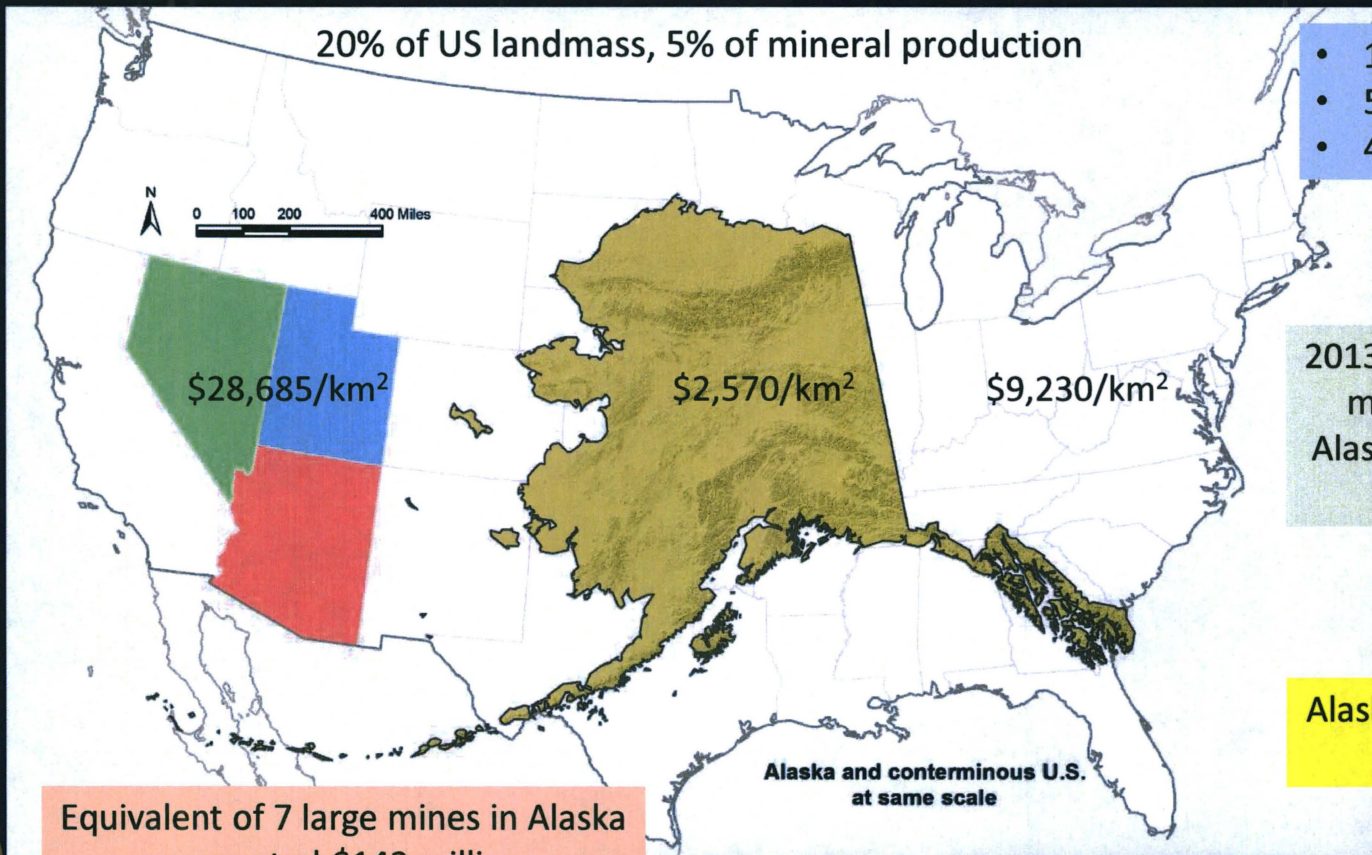 20% of US landmass, 5% of mineral production
N
0 100 200 400 Miles
$28,685/km²
$2,570/km²
$9,230/km²
2013
Alaska and conterminous U.S.
at same scale
Equivalent of 7 large mines in Alaska